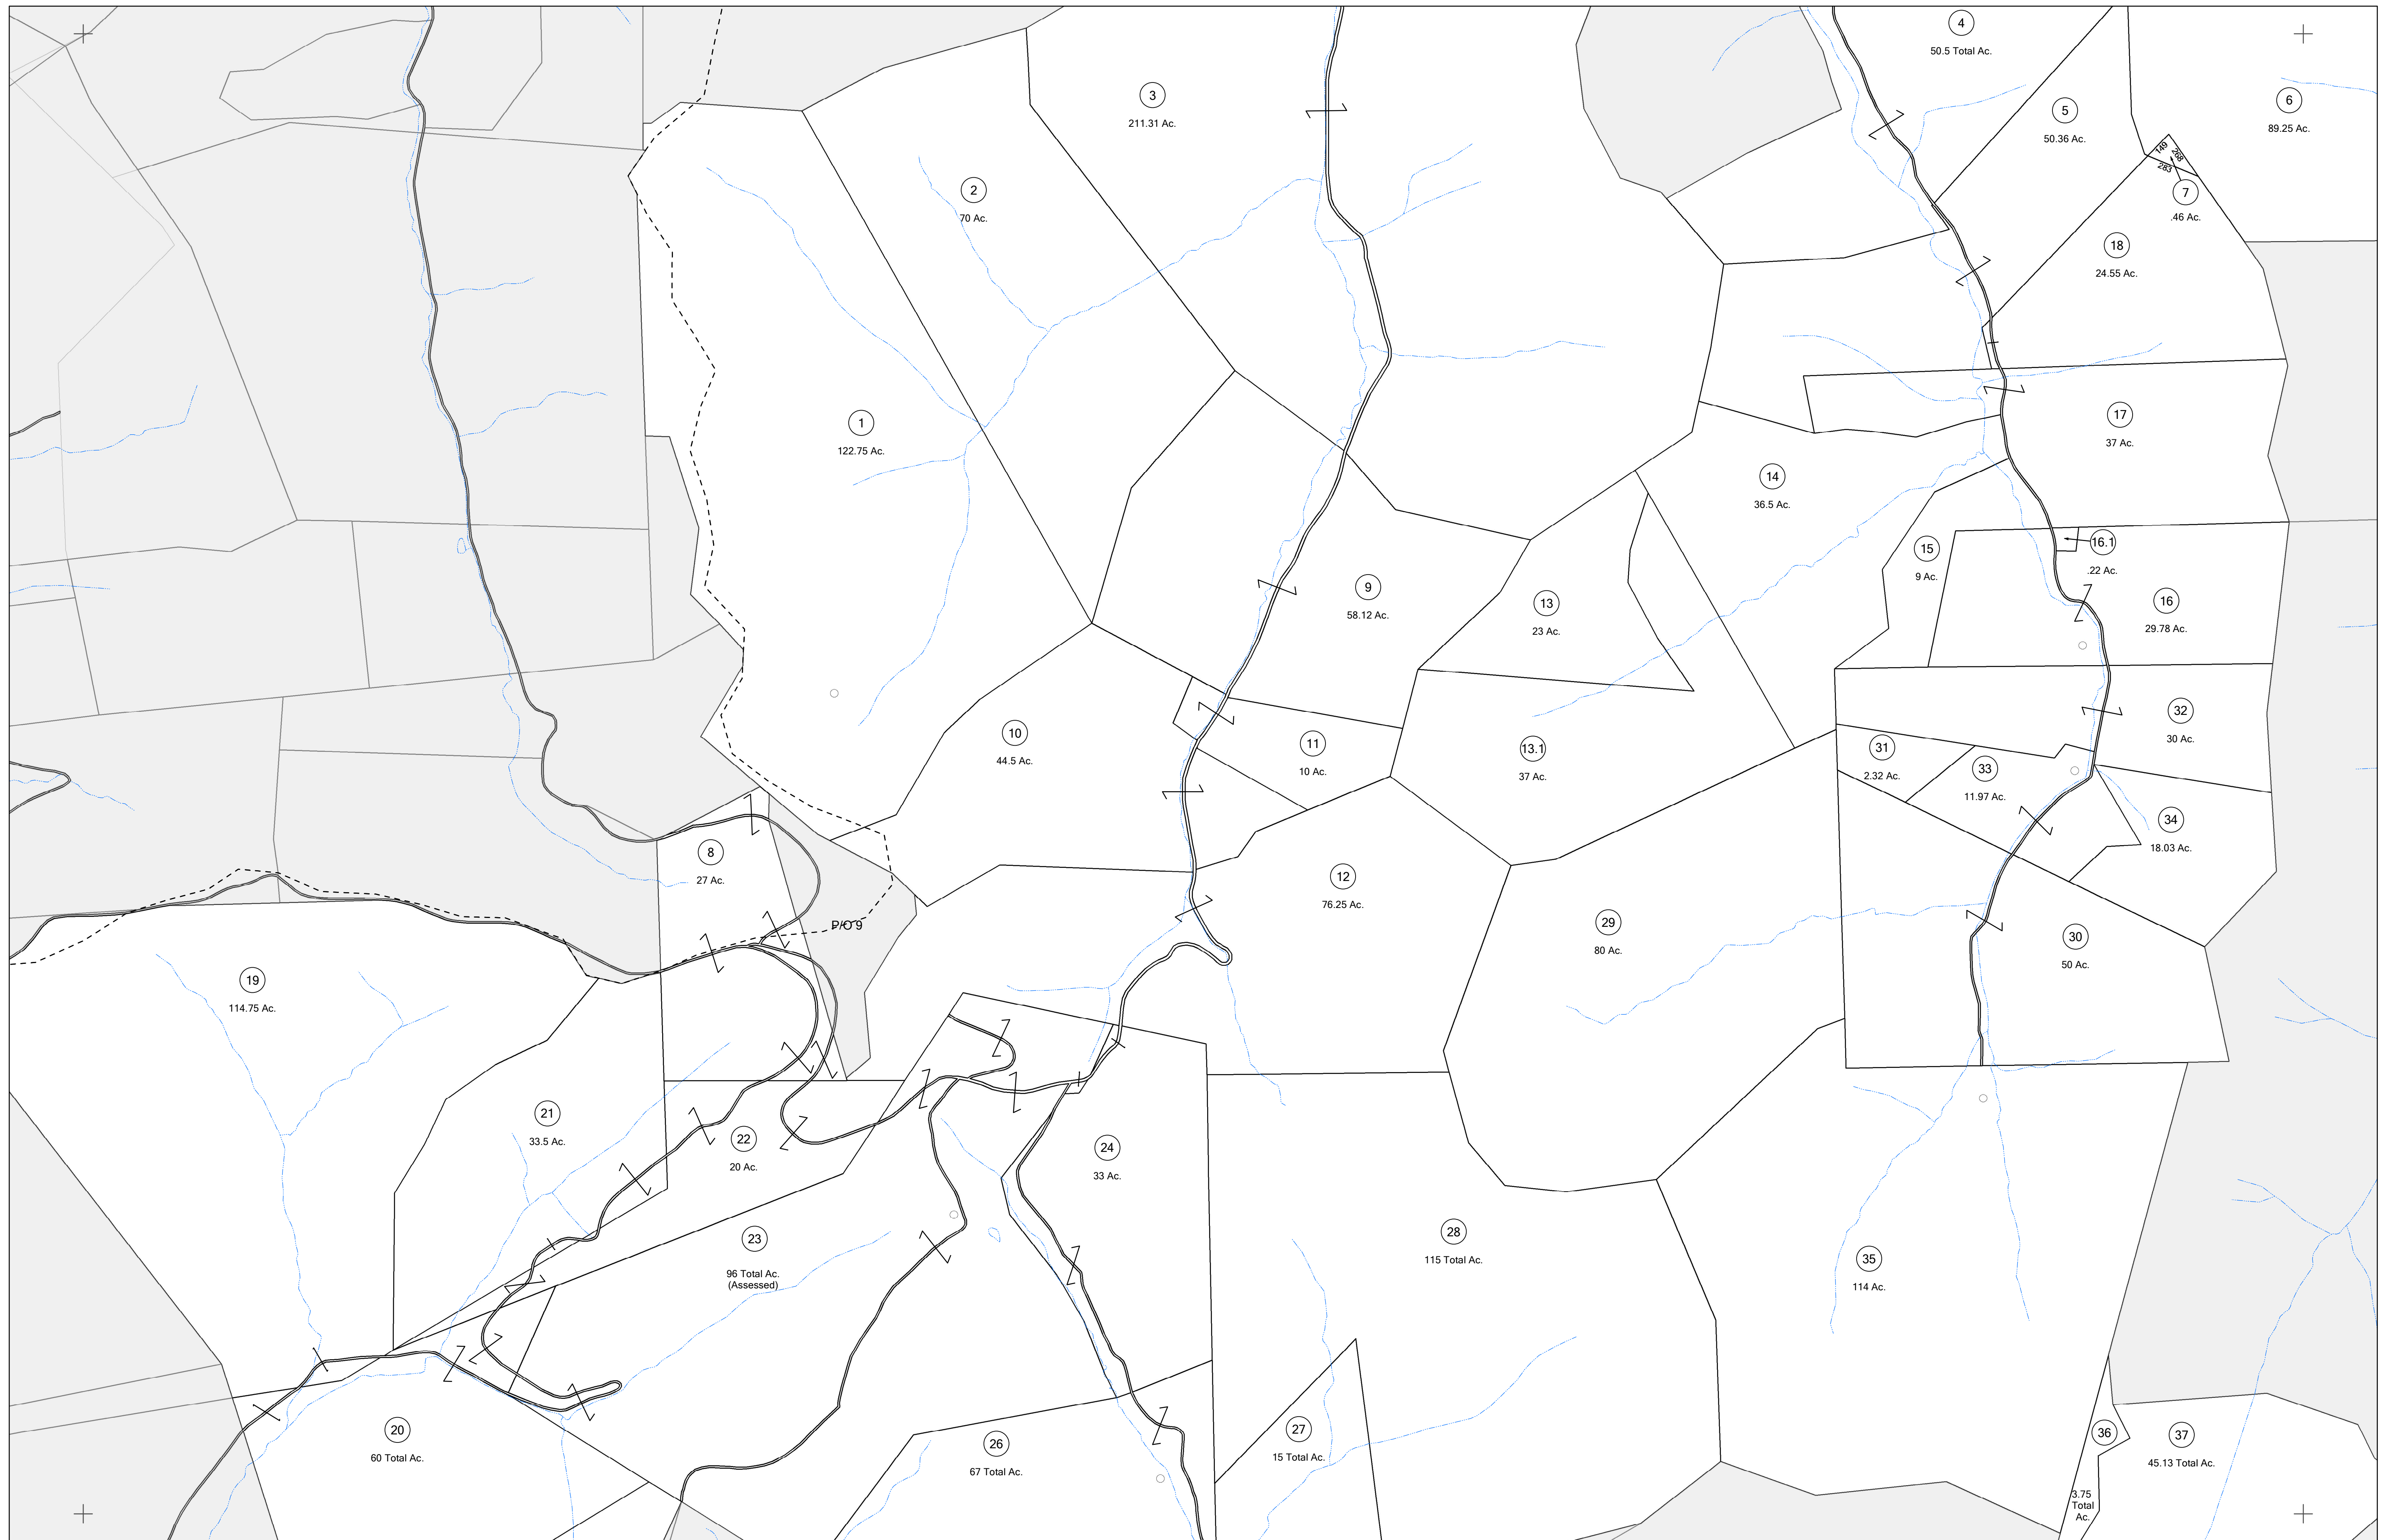 4
50.5 Total Ac.
3
211.31 Ac.
5
50.36 Ac.
6
89.25 Ac.
149
268
283
7
.46 Ac.
2
70 Ac.
18
24.55 Ac.
1
122.75 Ac.
17
37 Ac.
14
36.5 Ac.
16.1
.22 Ac.
15
9 Ac.
9
58.12 Ac.
13
23 Ac.
16
29.78 Ac.
10
44.5 Ac.
11
10 Ac.
13.1
37 Ac.
32
30 Ac.
31
2.32 Ac.
33
11.97 Ac.
34
18.03 Ac.
8
27 Ac.
12
76.25 Ac.
P/O 9
29
80 Ac.
30
50 Ac.
19
114.75 Ac.
21
33.5 Ac.
22
20 Ac.
24
33 Ac.
23
96 Total Ac.
(Assessed)
28
115 Total Ac.
35
114 Ac.
20
60 Total Ac.
26
67 Total Ac.
27
15 Total Ac.
36
3.75
Total
Ac.
37
45.13 Total Ac.